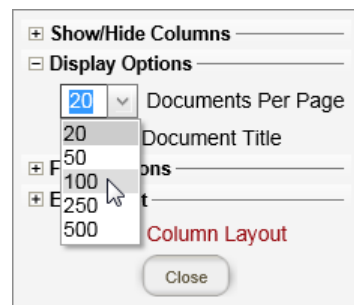 Show/Hide Columns
Display Options
20 Documents Per Page
20 Document Title
50
F ons
100
E t
250
500 Column Layout
Close